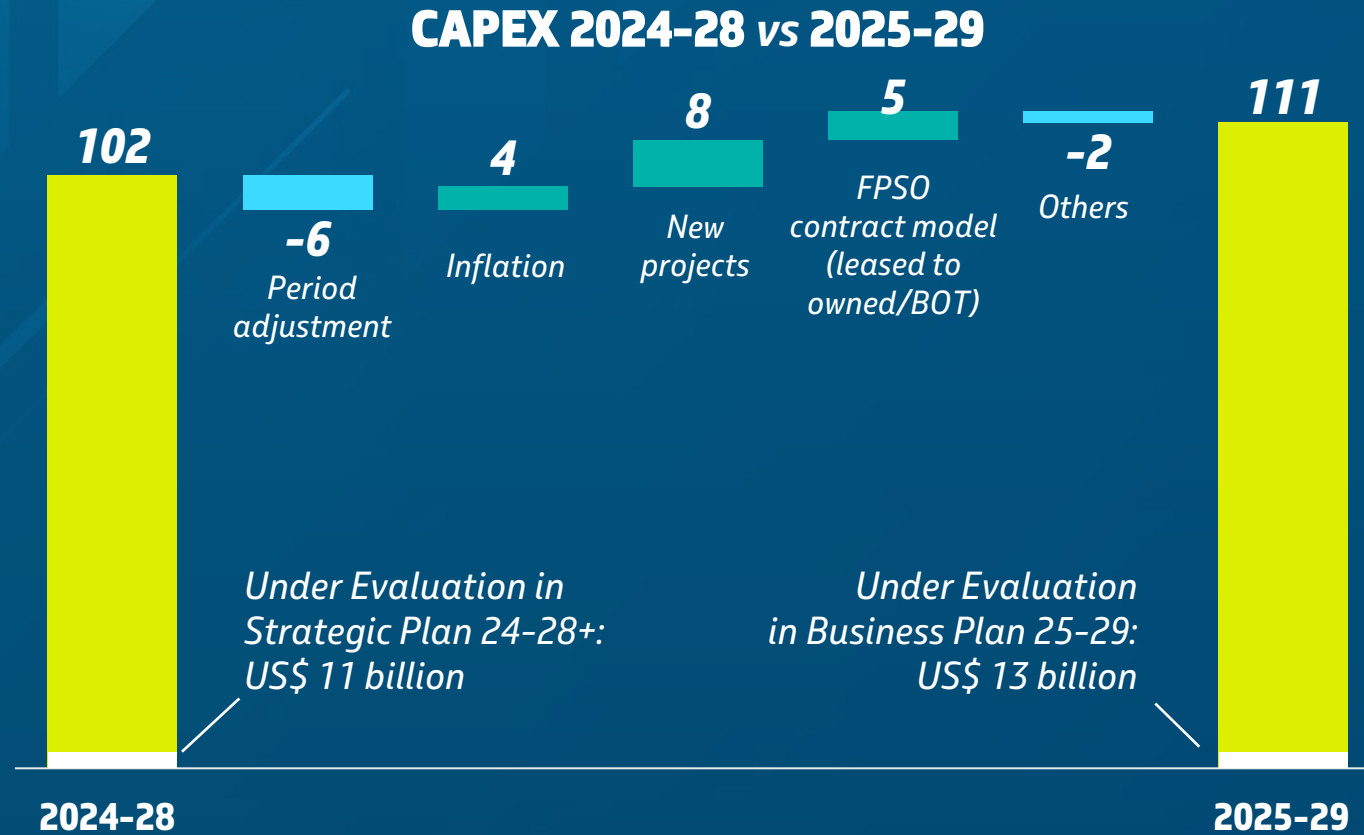 CAPEX 2024-28 vs 2025-29
102
-6
Period
adjustment
4
Inflation
8
New
projects
5
FPSO
contract model
(leased to
owned/BOT)
-2
Others
111
Under Evaluation in
Strategic Plan 24-28+:
US$ 11 billion
Under Evaluation
in Business Plan 25-29:
US$ 13 billion
2024-28
2025-29